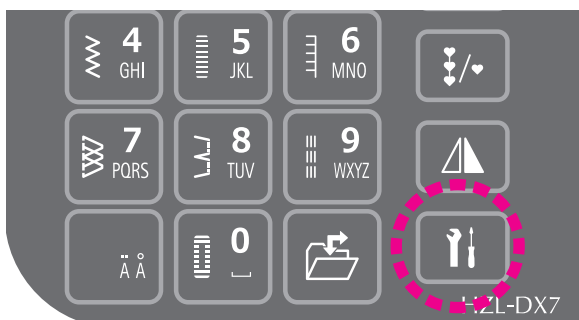 4 5 6
GHI JKL MNO
7 8 9
PQRS TUV WXYZ
Ä Å 0
HZL-DX7